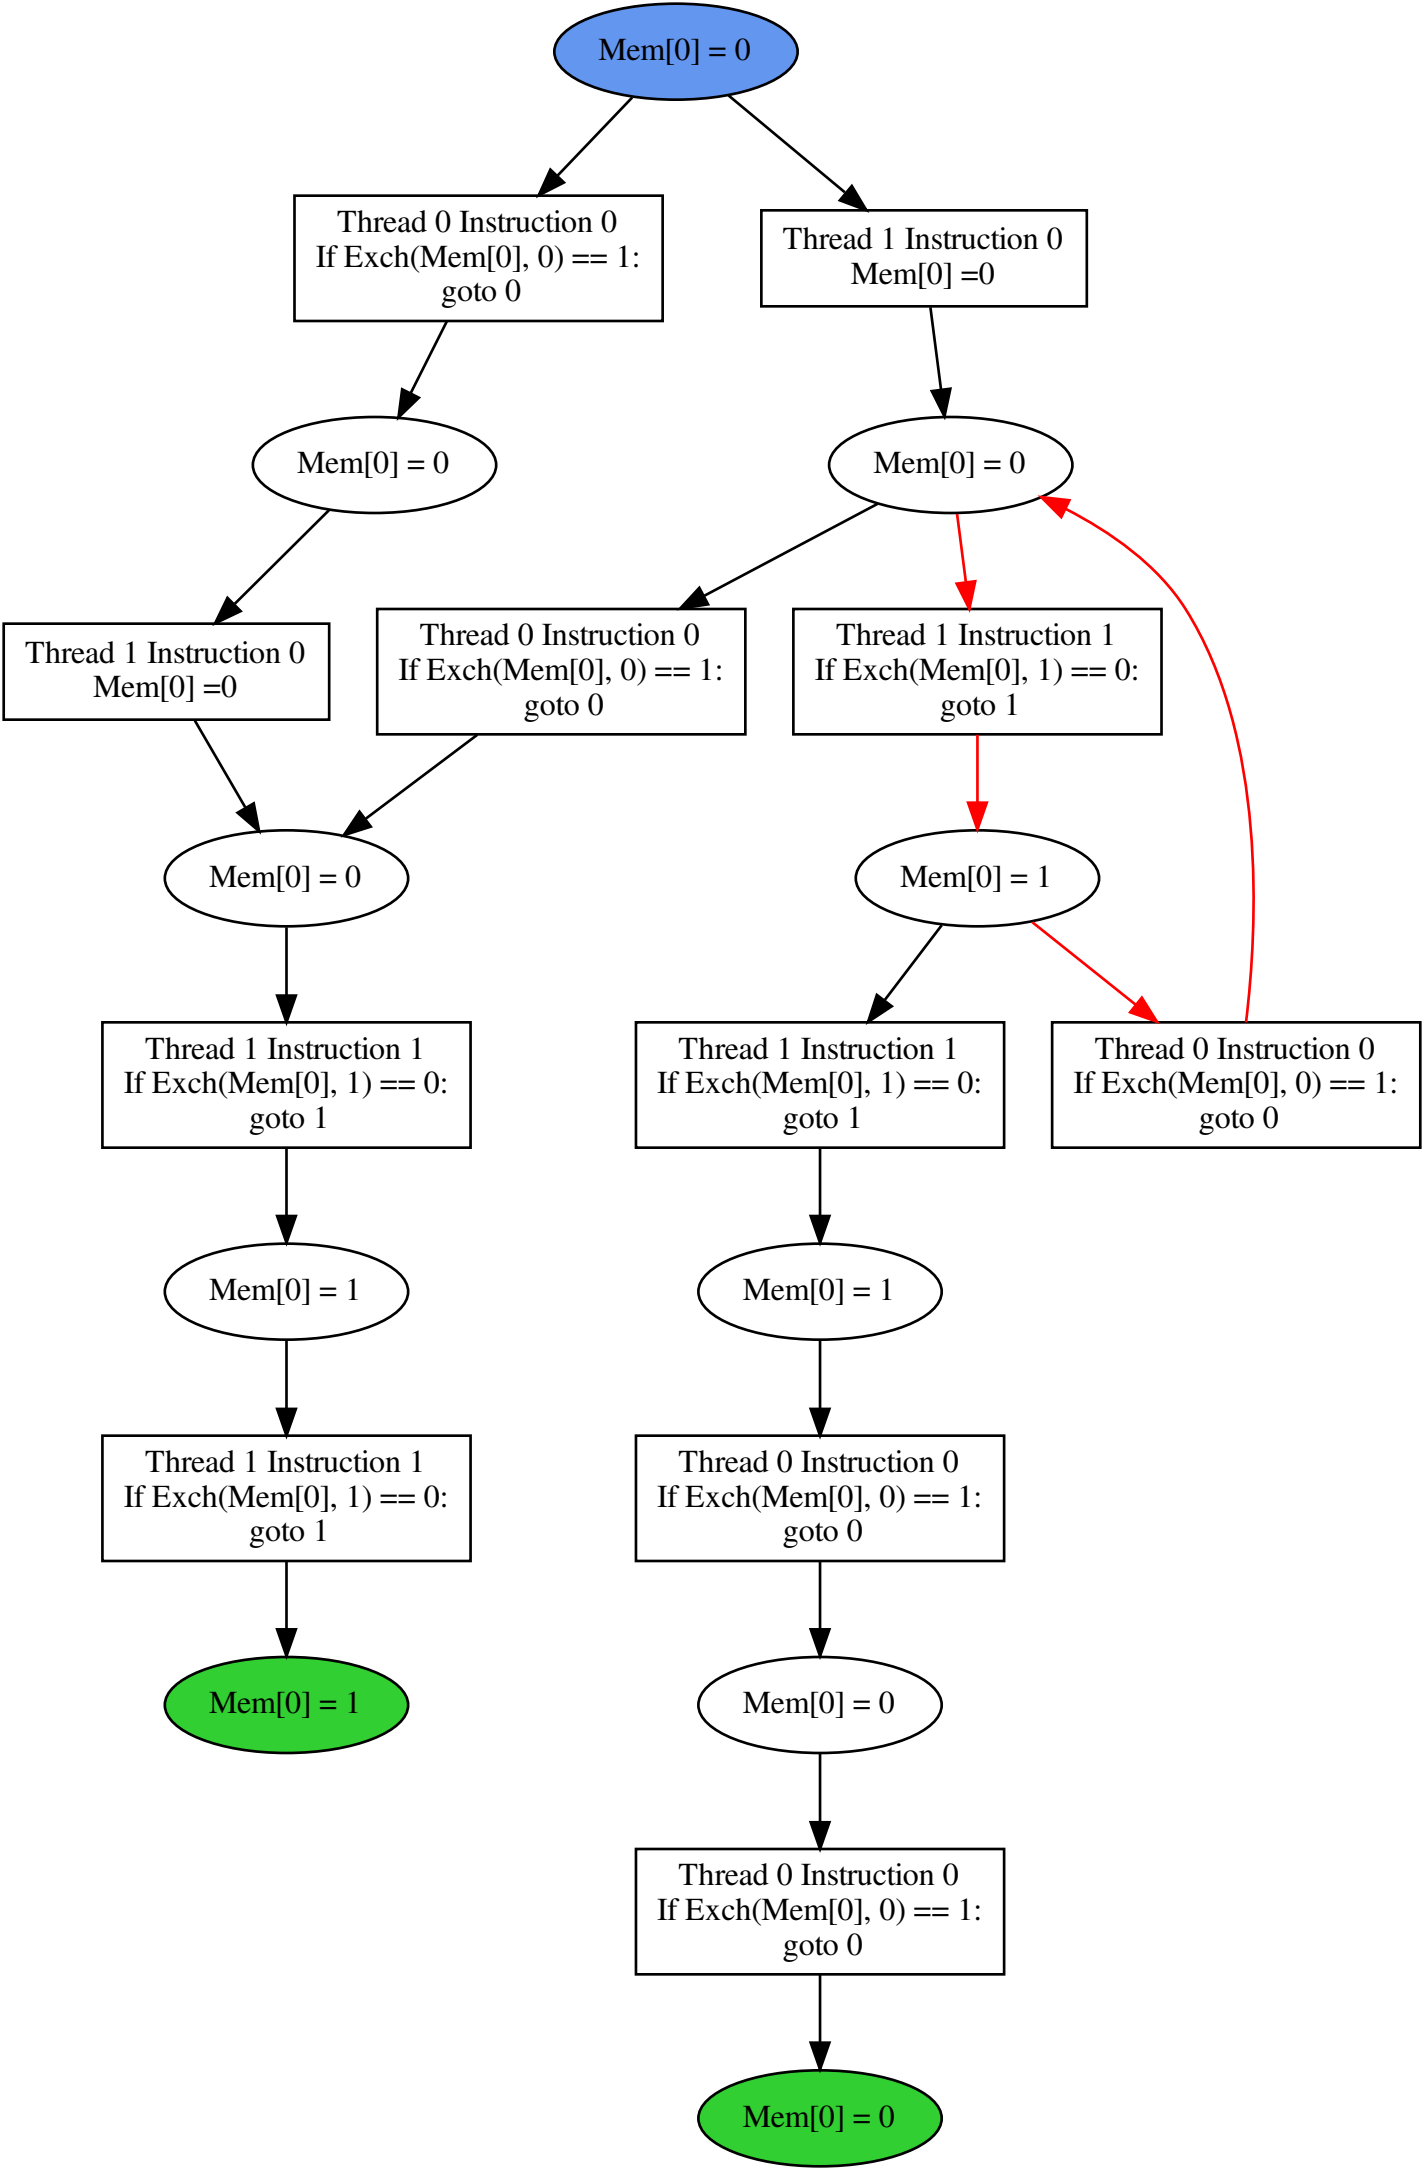 Mem[0] = 0
Thread 0 Instruction 0
If Exch(Mem[0], 0) == 1:
goto 0
Thread 1 Instruction 0
Mem[0] =0
Mem[0] = 0
Mem[0] = 0
Thread 1 Instruction 0
Mem[0] =0
Thread 0 Instruction 0
If Exch(Mem[0], 0) == 1:
goto 0
Thread 1 Instruction 1
If Exch(Mem[0], 1) == 0:
goto 1
Mem[0] = 0
Mem[0] = 1
Thread 1 Instruction 1
If Exch(Mem[0], 1) == 0:
goto 1
Thread 1 Instruction 1
If Exch(Mem[0], 1) == 0:
goto 1
Thread 0 Instruction 0
If Exch(Mem[0], 0) == 1:
goto 0
Mem[0] = 1
Mem[0] = 1
Thread 1 Instruction 1
If Exch(Mem[0], 1) == 0:
goto 1
Thread 0 Instruction 0
If Exch(Mem[0], 0) == 1:
goto 0
Mem[0] = 1
Mem[0] = 0
Thread 0 Instruction 0
If Exch(Mem[0], 0) == 1:
goto 0
Mem[0] = 0